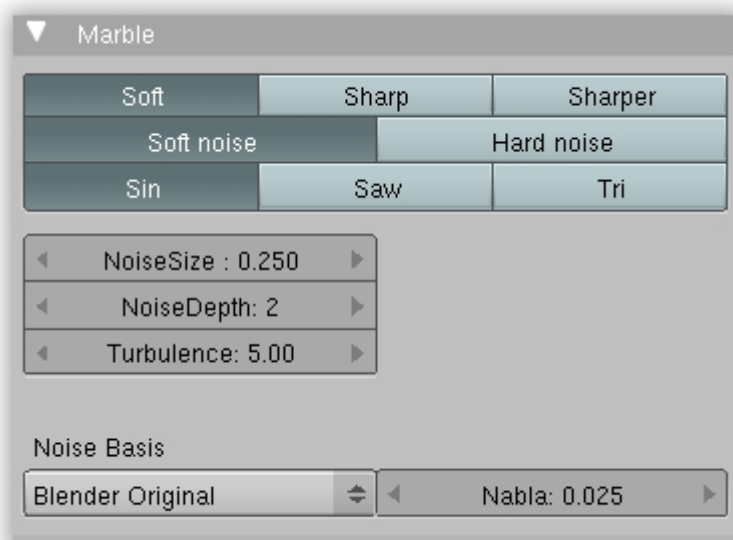 Marble
Soft Sharp Sharper
Soft noise Hard noise
Sin Saw Tri
NoiseSize : 0.250
NoiseDepth: 2
Turbulence: 5.00
Noise Basis
Blender Original Nabla: 0.025